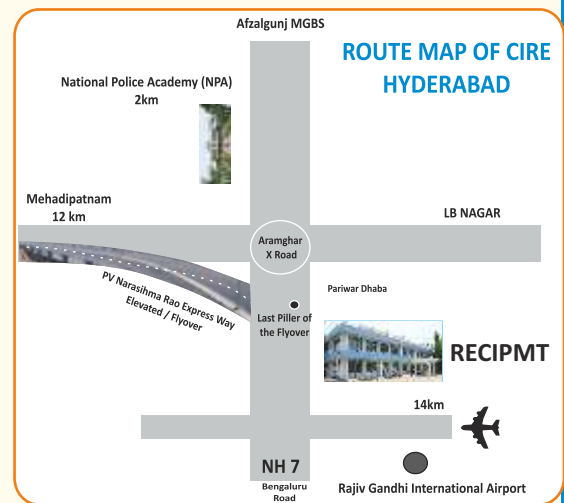 Afzalgunj MGBS
ROUTE MAP OF CIRE
HYDERABAD
National Police Academy (NPA)
2km
Mehadipatnam
12 km
LB NAGAR
Aramghar
X Road
PV Narasihma Rao Express Way
Elevated / Flyover
Pariwar Dhaba
Last Piller of
the Flyover
RECIPMT
14km
NH 7
Bengaluru
Road
Rajiv Gandhi International Airport